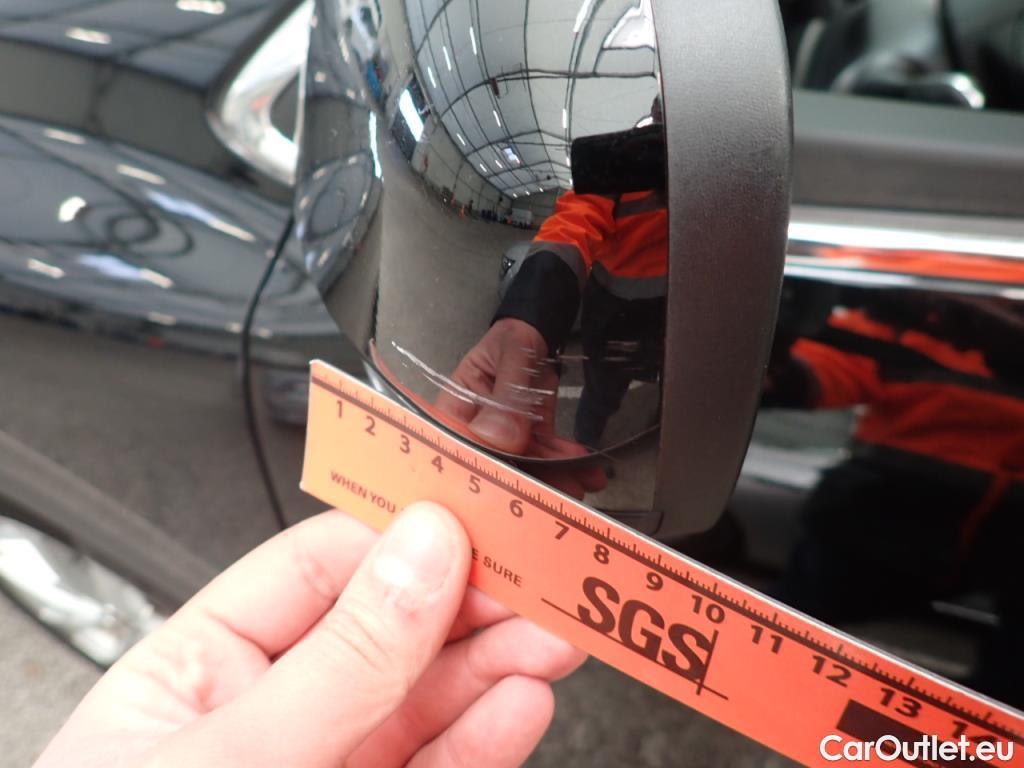 1 2 3 4 5 6 7 8 9 10 11 12 13
WHEN YOU
SURE
SGS
CarOutlet.eu